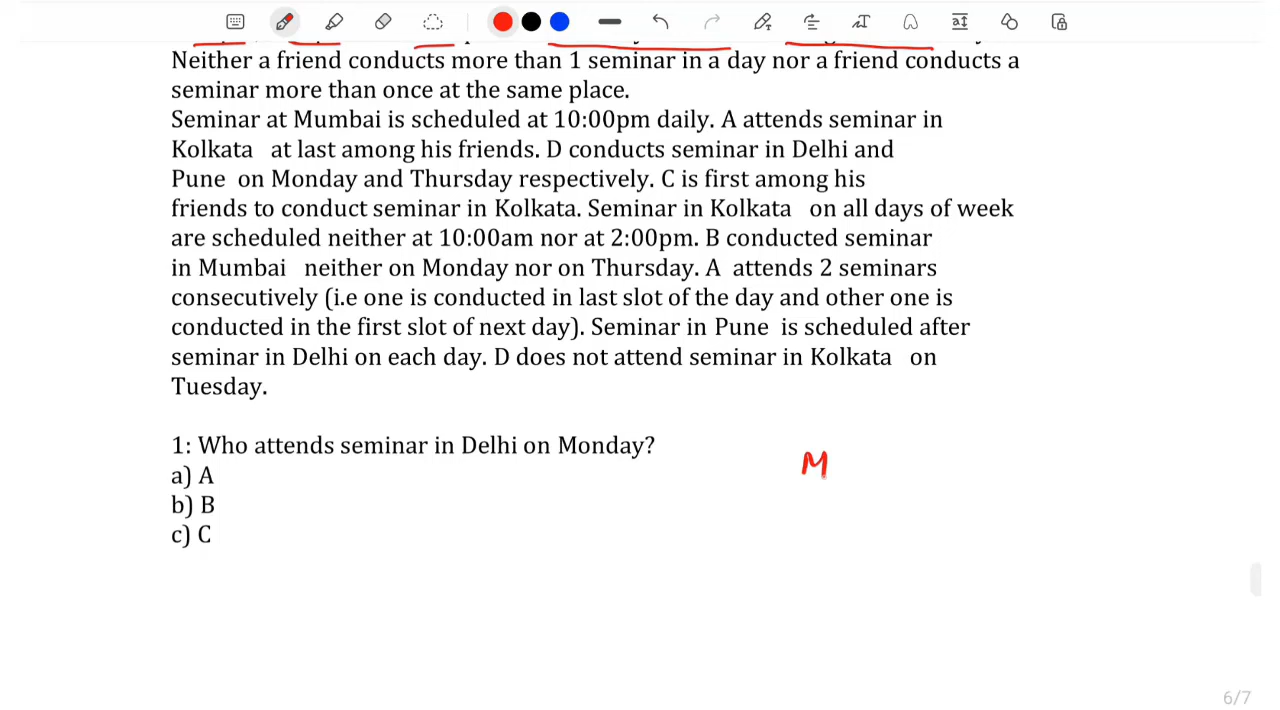 Neither a friend conducts more than 1 seminar in a day nor a friend conducts a
seminar more than once at the same place.
Seminar at Mumbai is scheduled at 10:00pm daily. A attends seminar in
Kolkata at last among his friends. D conducts seminar in Delhi and
Pune on Monday and Thursday respectively. C is first among his
friends to conduct seminar in Kolkata. Seminar in Kolkata on all days of week
are scheduled neither at 10:00am nor at 2:00pm. B conducted seminar
in Mumbai neither on Monday nor on Thursday. A attends 2 seminars
consecutively (i.e one is conducted in last slot of the day and other one is
conducted in the first slot of next day). Seminar in Pune is scheduled after
seminar in Delhi on each day. D does not attend seminar in Kolkata on
Tuesday.
1: Who attends seminar in Delhi on Monday?
a) A
b) B
c) C
M
6/7